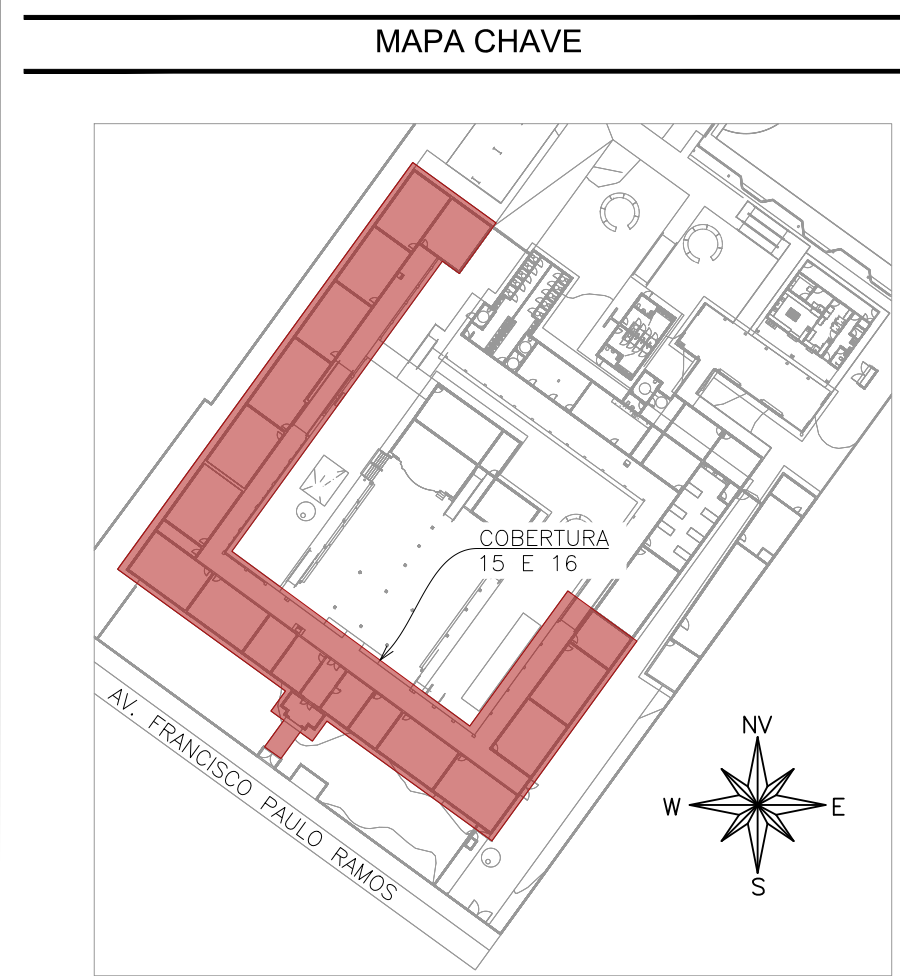 MAPA CHAVE
COBERTURA
15 E 16
AV. FRANCISCO PAULO RAMOS
NV
W
E
S